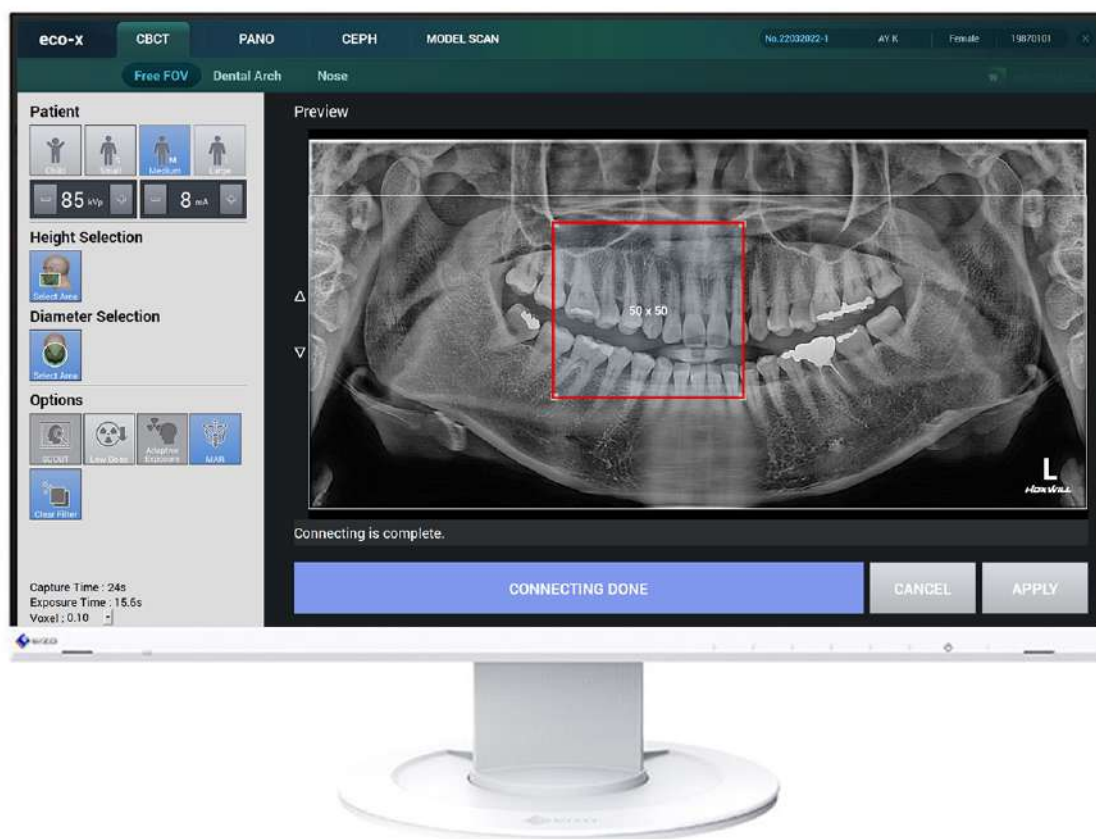 eco-x CBCT PANO CEPH MODEL SCAN No.22032022-1 AY K Female 19870101
Free FOV Dental Arch Nose
Patient
Child Small Medium Large
S M
85 kVp 8 mA
Height Selection
Select Area
Diameter Selection
Select Area
Options
SCOUT Low Dose Adaptive Exposure MAR
Clear Filter
Capture Time : 24s
Exposure Time : 15.5s
Voxel : 0.10
Preview
50 x 50
L
HDXWILL
Connecting is complete.
CONNECTING DONE CANCEL APPLY
EIZO